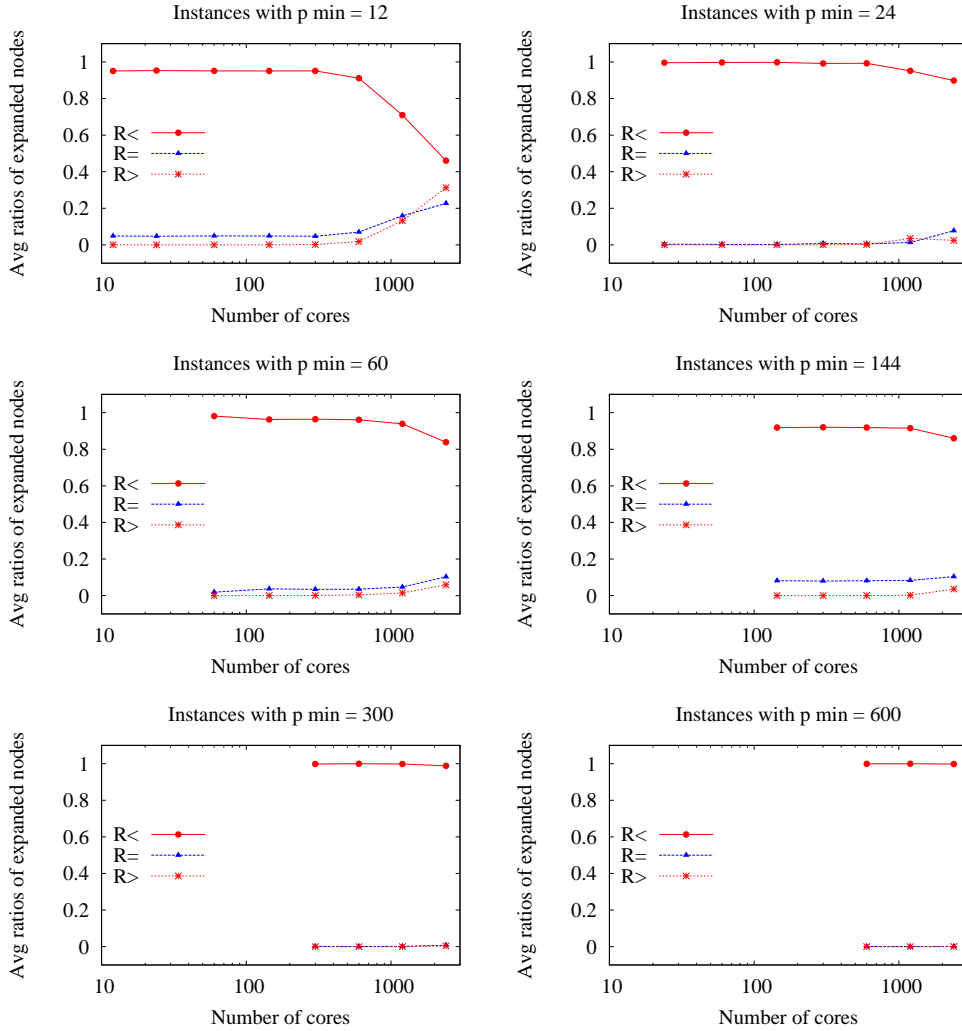 Instances with p min = 12
Avg ratios of expanded nodes
1
0.8
0.6
0.4
0.2
0
R<
R=
R>
10
100
1000
Number of cores
Instances with p min = 24
Avg ratios of expanded nodes
1
0.8
0.6
0.4
0.2
0
R<
R=
R>
10
100
1000
Number of cores
Instances with p min = 60
Avg ratios of expanded nodes
1
0.8
0.6
0.4
0.2
0
R<
R=
R>
10
100
1000
Number of cores
Instances with p min = 144
Avg ratios of expanded nodes
1
0.8
0.6
0.4
0.2
0
R<
R=
R>
10
100
1000
Number of cores
Instances with p min = 300
Avg ratios of expanded nodes
1
0.8
0.6
0.4
0.2
0
R<
R=
R>
10
100
1000
Number of cores
Instances with p min = 600
Avg ratios of expanded nodes
1
0.8
0.6
0.4
0.2
0
R<
R=
R>
10
100
1000
Number of cores